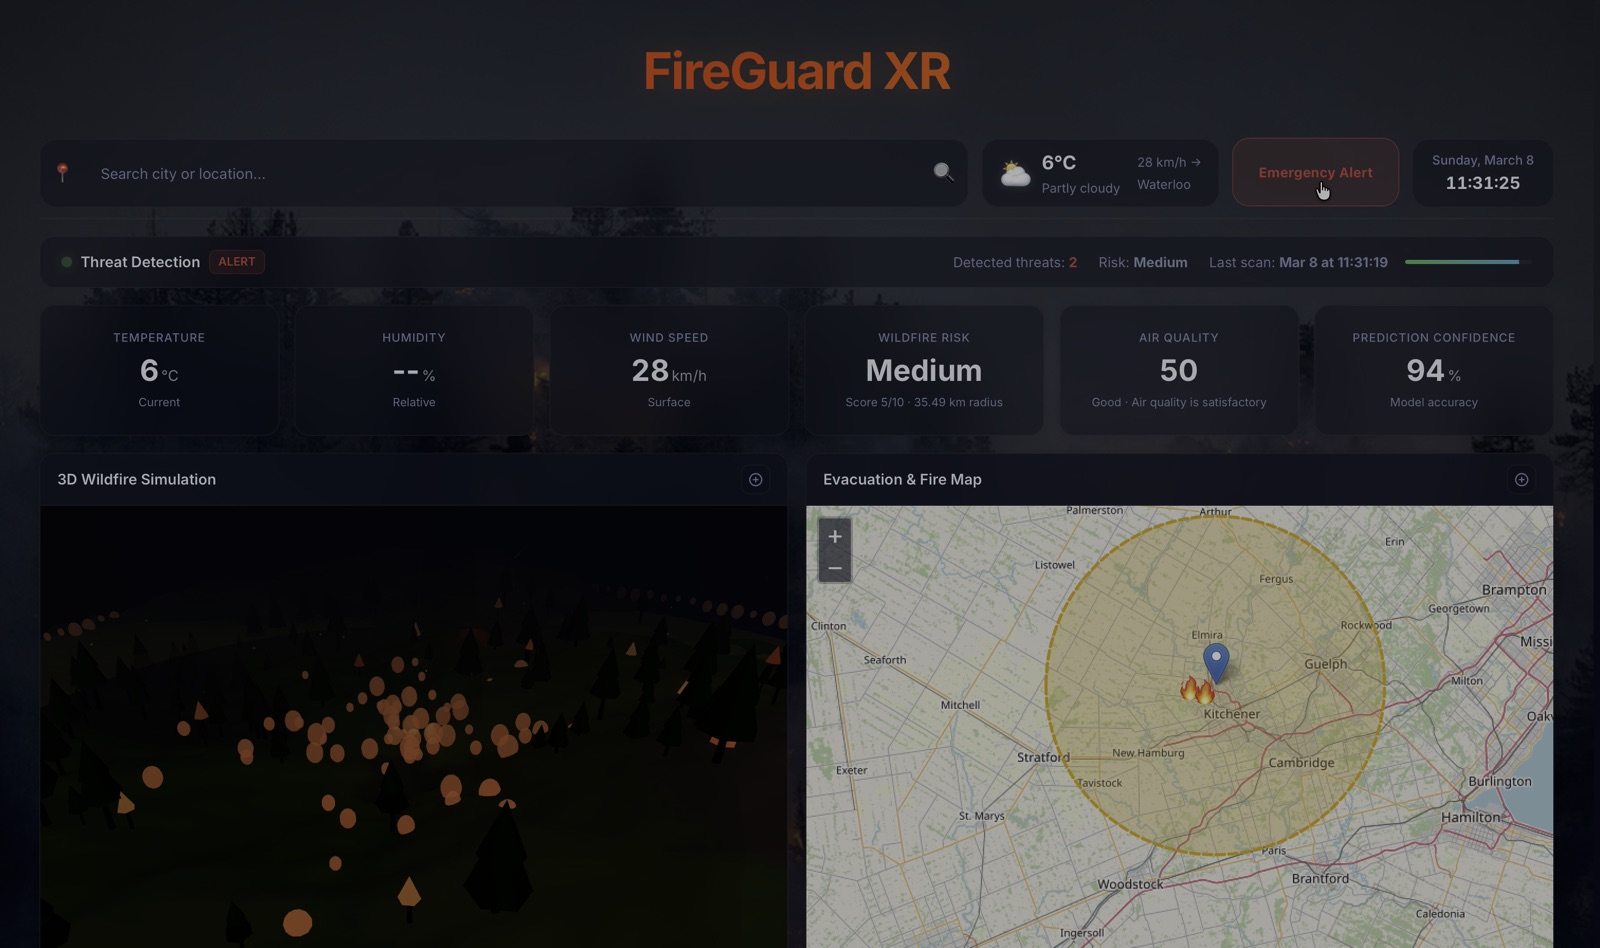 FireGuard XR
Search city or location...
6°C
Partly cloudy
28 km/h →
Waterloo
Emergency Alert
Sunday, March 8
11:31:25
Threat Detection
ALERT
Detected threats: 2
Risk: Medium
Last scan: Mar 8 at 11:31:19
TEMPERATURE
6 °C
Current
HUMIDITY
-- %
Relative
WIND SPEED
28 km/h
Surface
WILDFIRE RISK
Medium
Score 5/10 · 35.49 km radius
AIR QUALITY
50
Good · Air quality is satisfactory
PREDICTION CONFIDENCE
94 %
Model accuracy
3D Wildfire Simulation
Evacuation & Fire Map
+
−
Palmerston
Arthur
Erin
Listowel
Fergus
Brampton
Georgetown
Clinton
Elmira
Rockwood
Missi
Seaforth
Guelph
Milton
Mitchell
Kitchener
Oakv
Stratford
New Hamburg
Cambridge
Exeter
Tavistock
Burlington
St. Marys
Hamilton
Paris
Woodstock
Brantford
Caledonia
Ingersoll